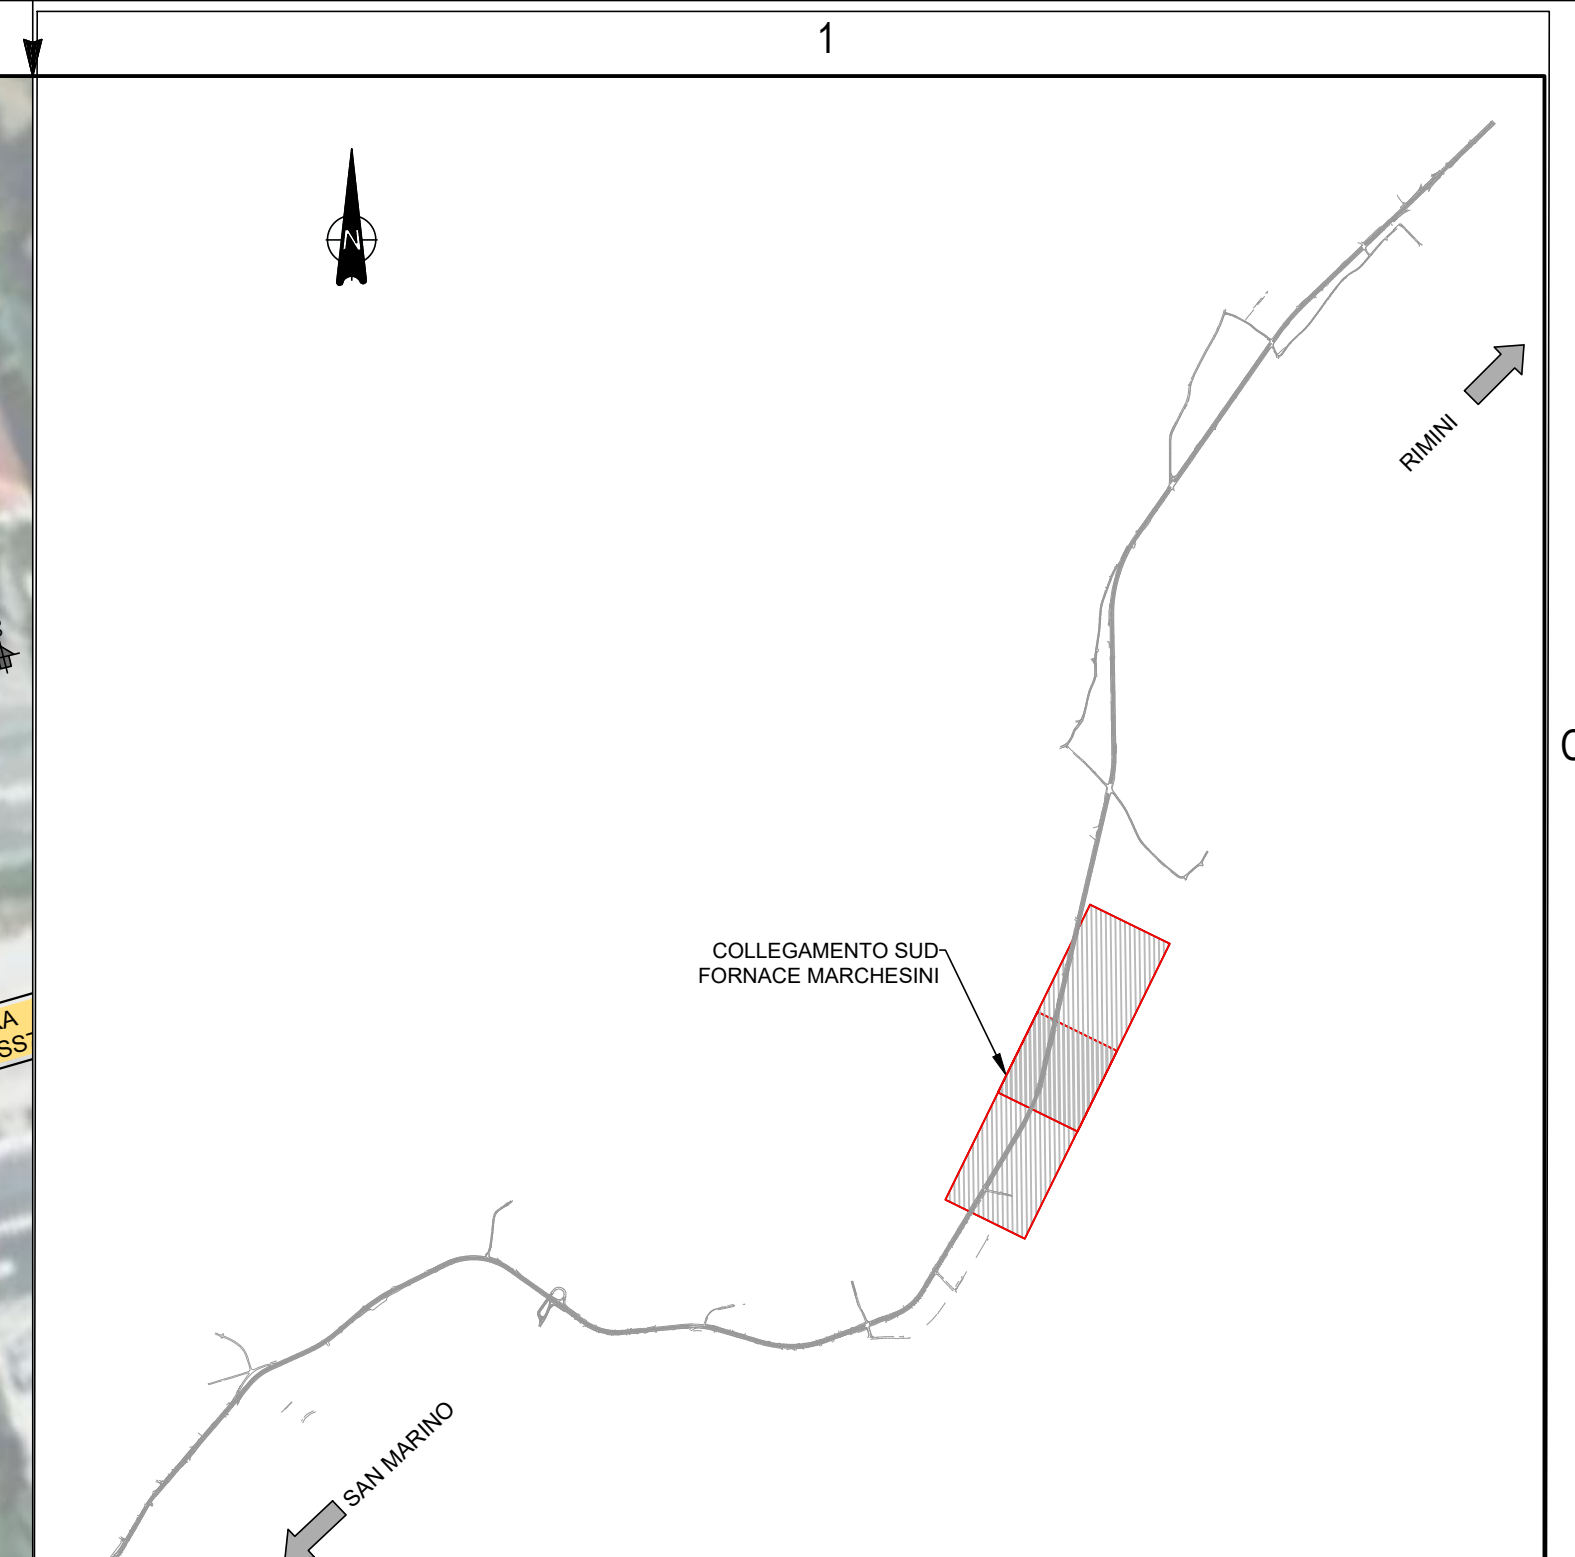 1
N
RIMINI
COLLEGAMENTO SUD
FORNACE MARCHESINI
SAN MARINO